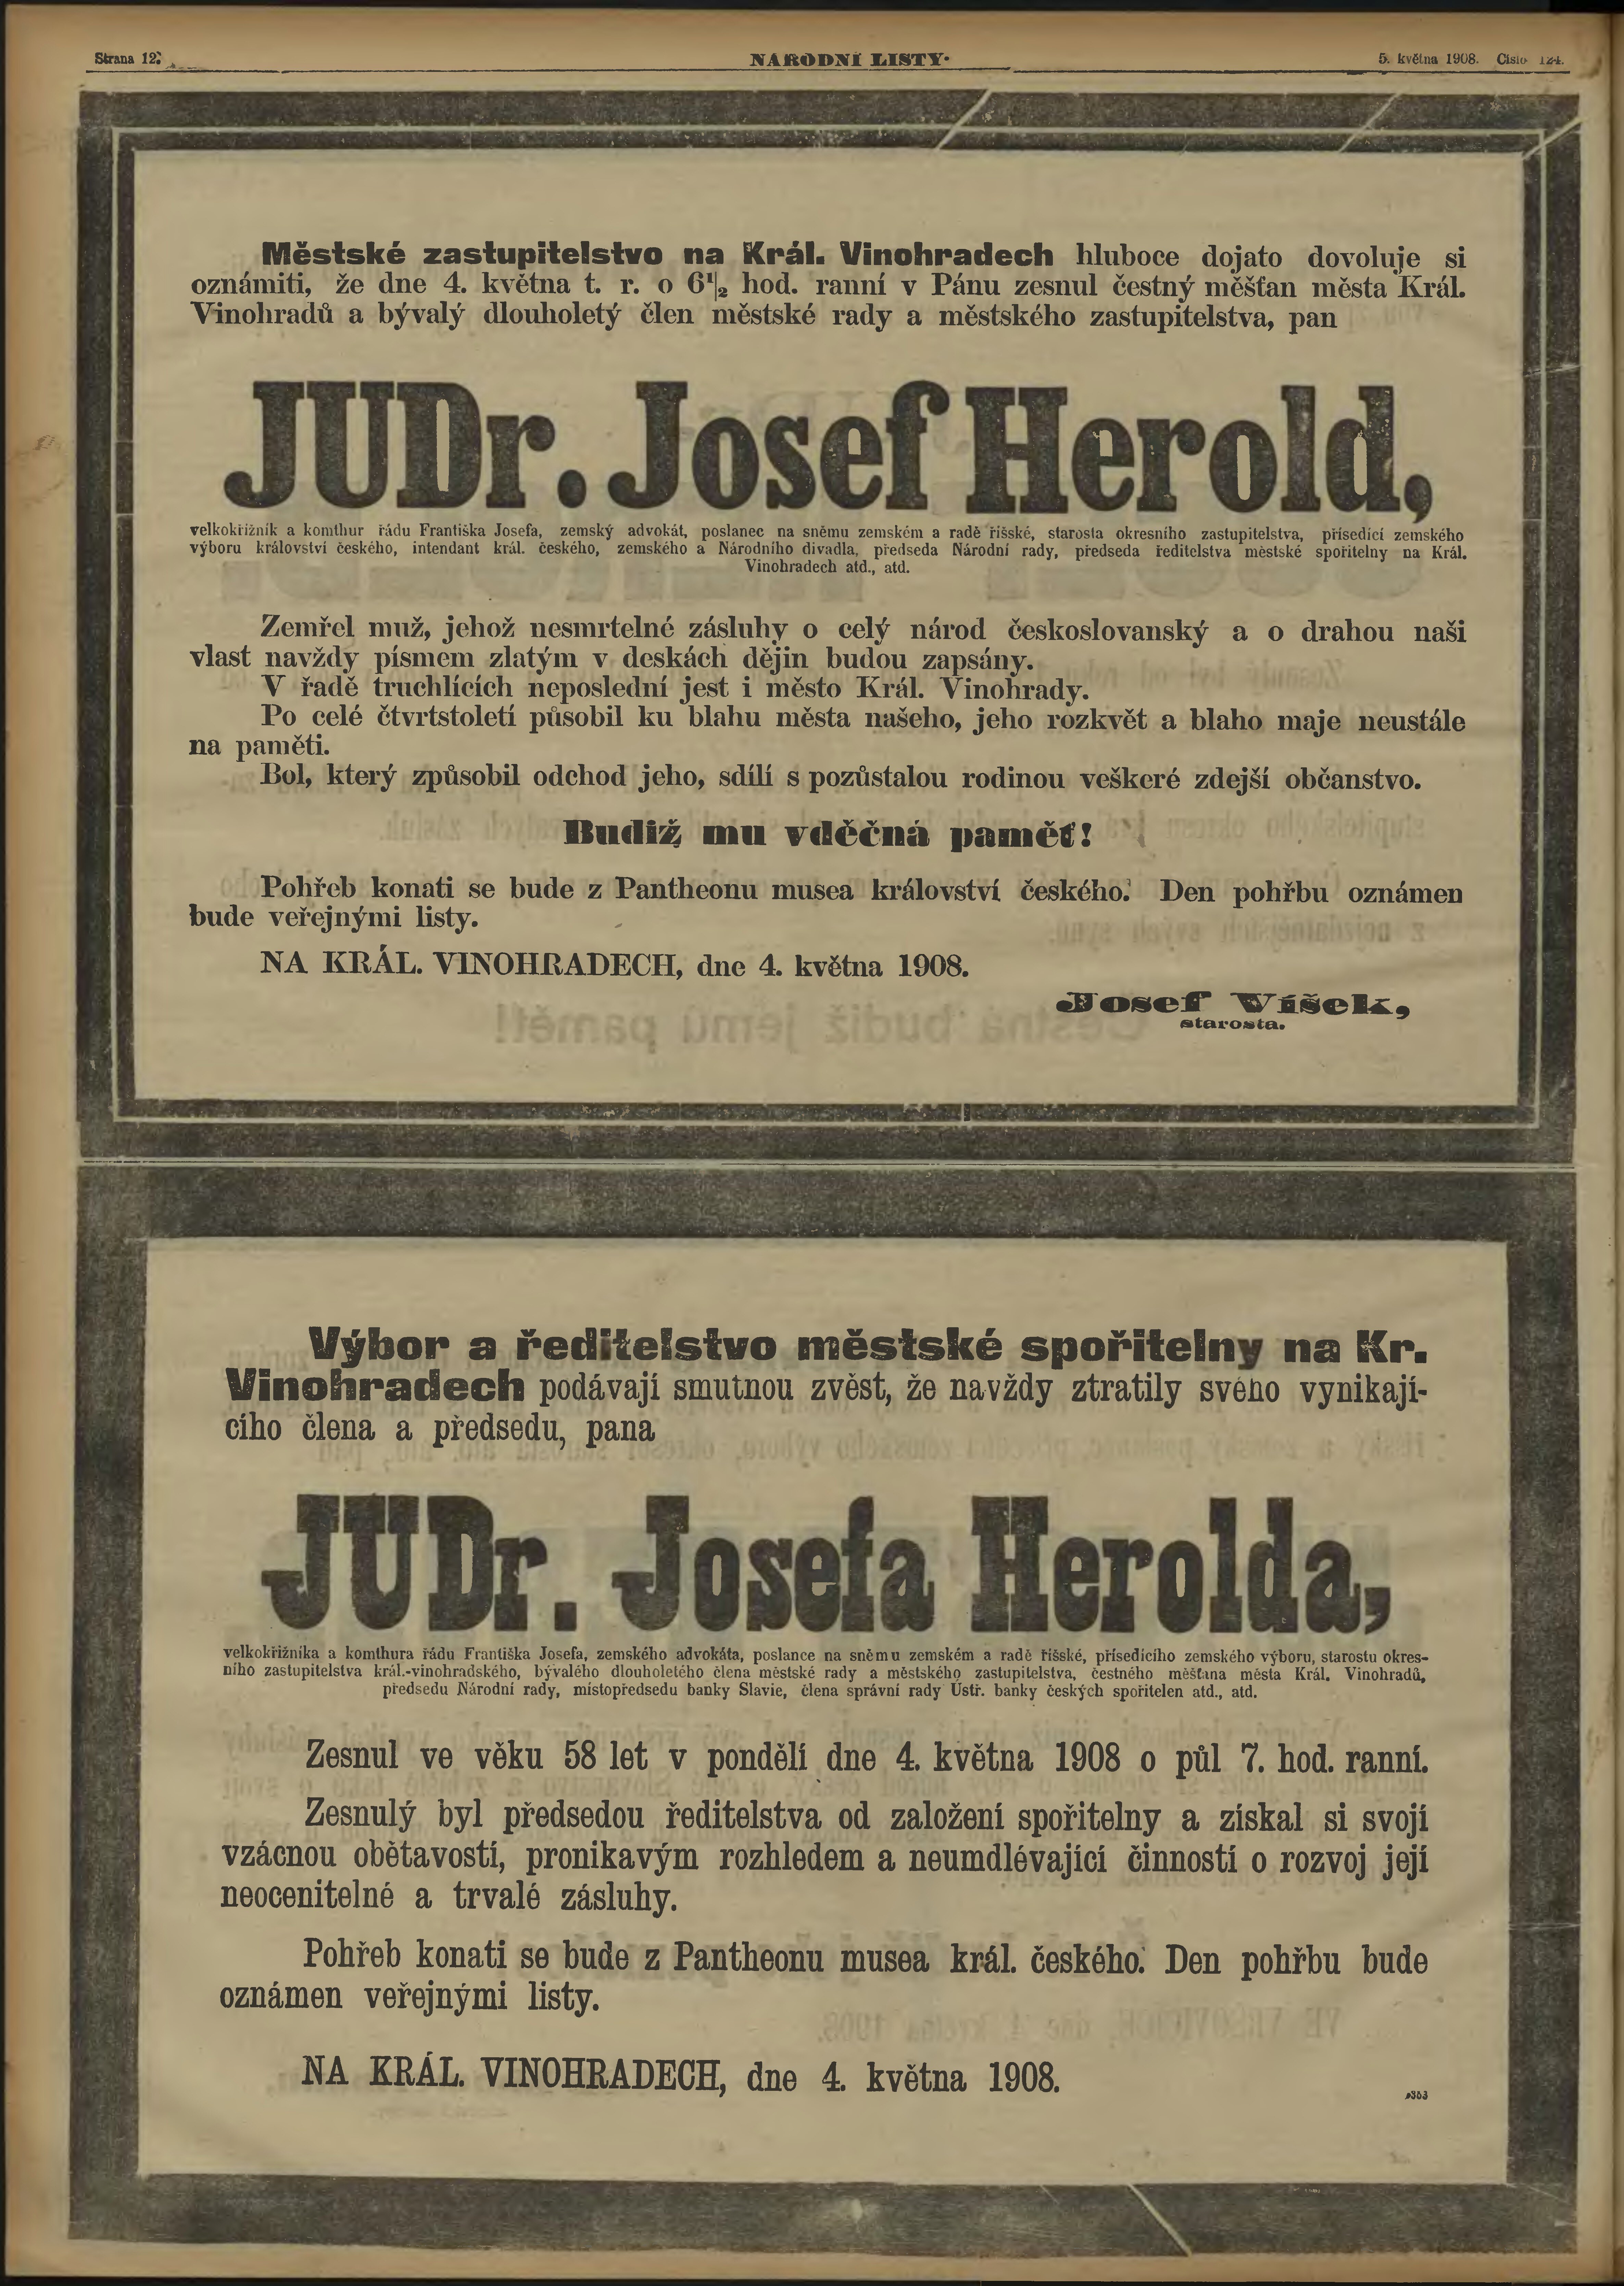 Strana 12.
NÁRODNÍ LISTY.
5. května 1908. Číslo 124.
Městské zastupitelstvo na Král. Vinohradech hluboce dojato dovoluje si
oznámiti, že dne 4. května t. r. o 6½ hod. ranní v Pánu zesnul čestný měšťan města Král.
Vinohradů a bývalý dlouholetý člen městské rady a městského zastupitelstva, pan
JUDr. Josef Herold,
velkokřižník a komthur řádu Františka Josefa, zemský advokát, poslanec na sněmu zemském a radě říšské, starosta okresního zastupitelstva, přísedící zemského
výboru království českého, intendant král. českého, zemského a Národního divadla, předseda Národní rady, předseda ředitelstva městské spořitelny na Král.
Vinohradech atd., atd.
Zemřel muž, jehož nesmrtelné zásluhy o celý národ českoslovanský a o drahou naši
vlast navždy písmem zlatým v deskách dějin budou zapsány.
V řadě truchlících neposlední jest i město Král. Vinohrady.
Po celé čtvrtstoletí působil ku blahu města našeho, jeho rozkvět a blaho maje neustále
na paměti.
Bol, který způsobil odchod jeho, sdílí s pozůstalou rodinou veškeré zdejší občanstvo.
Budiž mu vděčná paměť!
Pohřeb konati se bude z Pantheonu musea království českého. Den pohřbu oznámen
bude veřejnými listy.
NA KRÁL. VINOHRADECH, dne 4. května 1908.
Josef Víšek,
starosta.
Výbor a ředitelstvo městské spořitelny na Kr.
Vinohradech podávají smutnou zvěst, že navždy ztratily svého vynikají-
cího člena a předsedu, pana
JUDr. Josefa Herolda,
velkokřižníka a komthura řádu Františka Josefa, zemského advokáta, poslance na sněmu zemském a radě říšské, přísedícího zemského výboru, starostu okres-
ního zastupitelstva král.-vinohradského, bývalého dlouholetého člena městské rady a městského zastupitelstva, čestného měšťana města Král. Vinohradů,
předsedu Národní rady, místopředsedu banky Slavie, člena správní rady Ústř. banky českých spořitelen atd., atd.
Zesnul ve věku 58 let v pondělí dne 4. května 1908 o půl 7. hod. ranní.
Zesnulý byl předsedou ředitelstva od založení spořitelny a získal si svojí
vzácnou obětavostí, pronikavým rozhledem a neumdlévající činností o rozvoj její
neocenitelné a trvalé zásluhy.
Pohřeb konati se bude z Pantheonu musea král. českého. Den pohřbu bude
oznámen veřejnými listy.
NA KRÁL. VINOHRADECH, dne 4. května 1908.